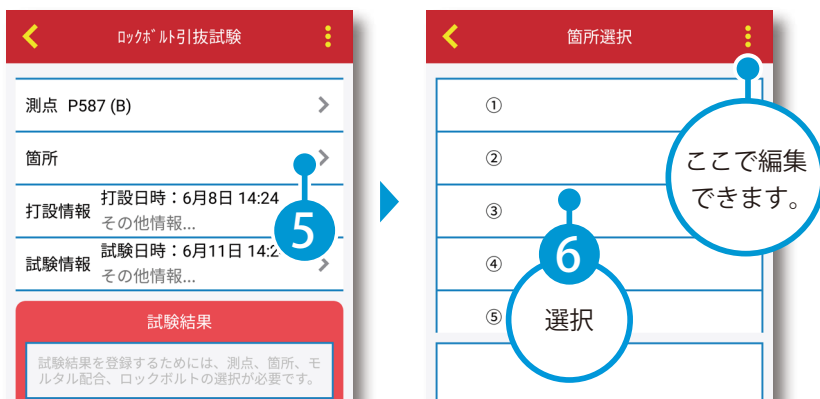 ロックボルト引抜試験
測点 P587 (B)
箇所
打設情報
打設日時：6月8日 14:24
その他情報...
試験情報
試験日時：6月11日 14:2
その他情報...
5
試験結果
試験結果を登録するためには、測点、箇所、モ
ルタル配合、ロックボルトの選択が必要です。
箇所選択
①
②
③
④
⑤
6
選択
ここで編集
できます。